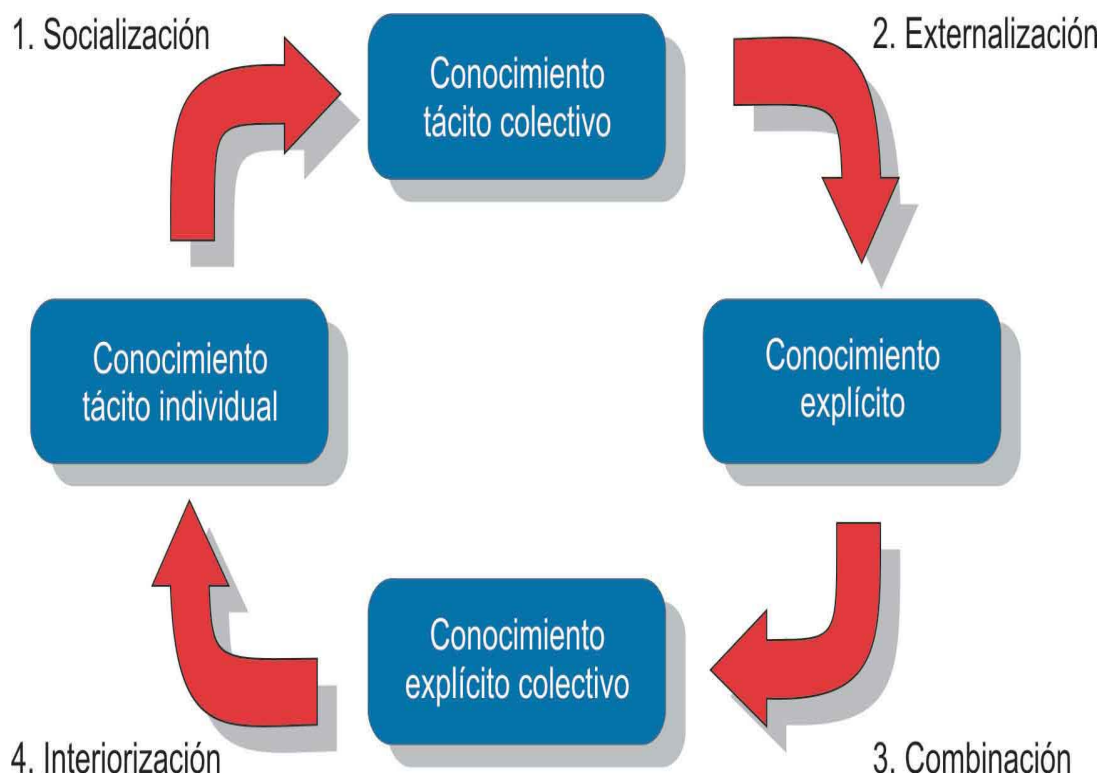 1. Socialización
Conocimiento
tácito colectivo
2. Externalización
Conocimiento
tácito individual
Conocimiento
explícito
Conocimiento
explícito colectivo
4. Interiorización
3. Combinación